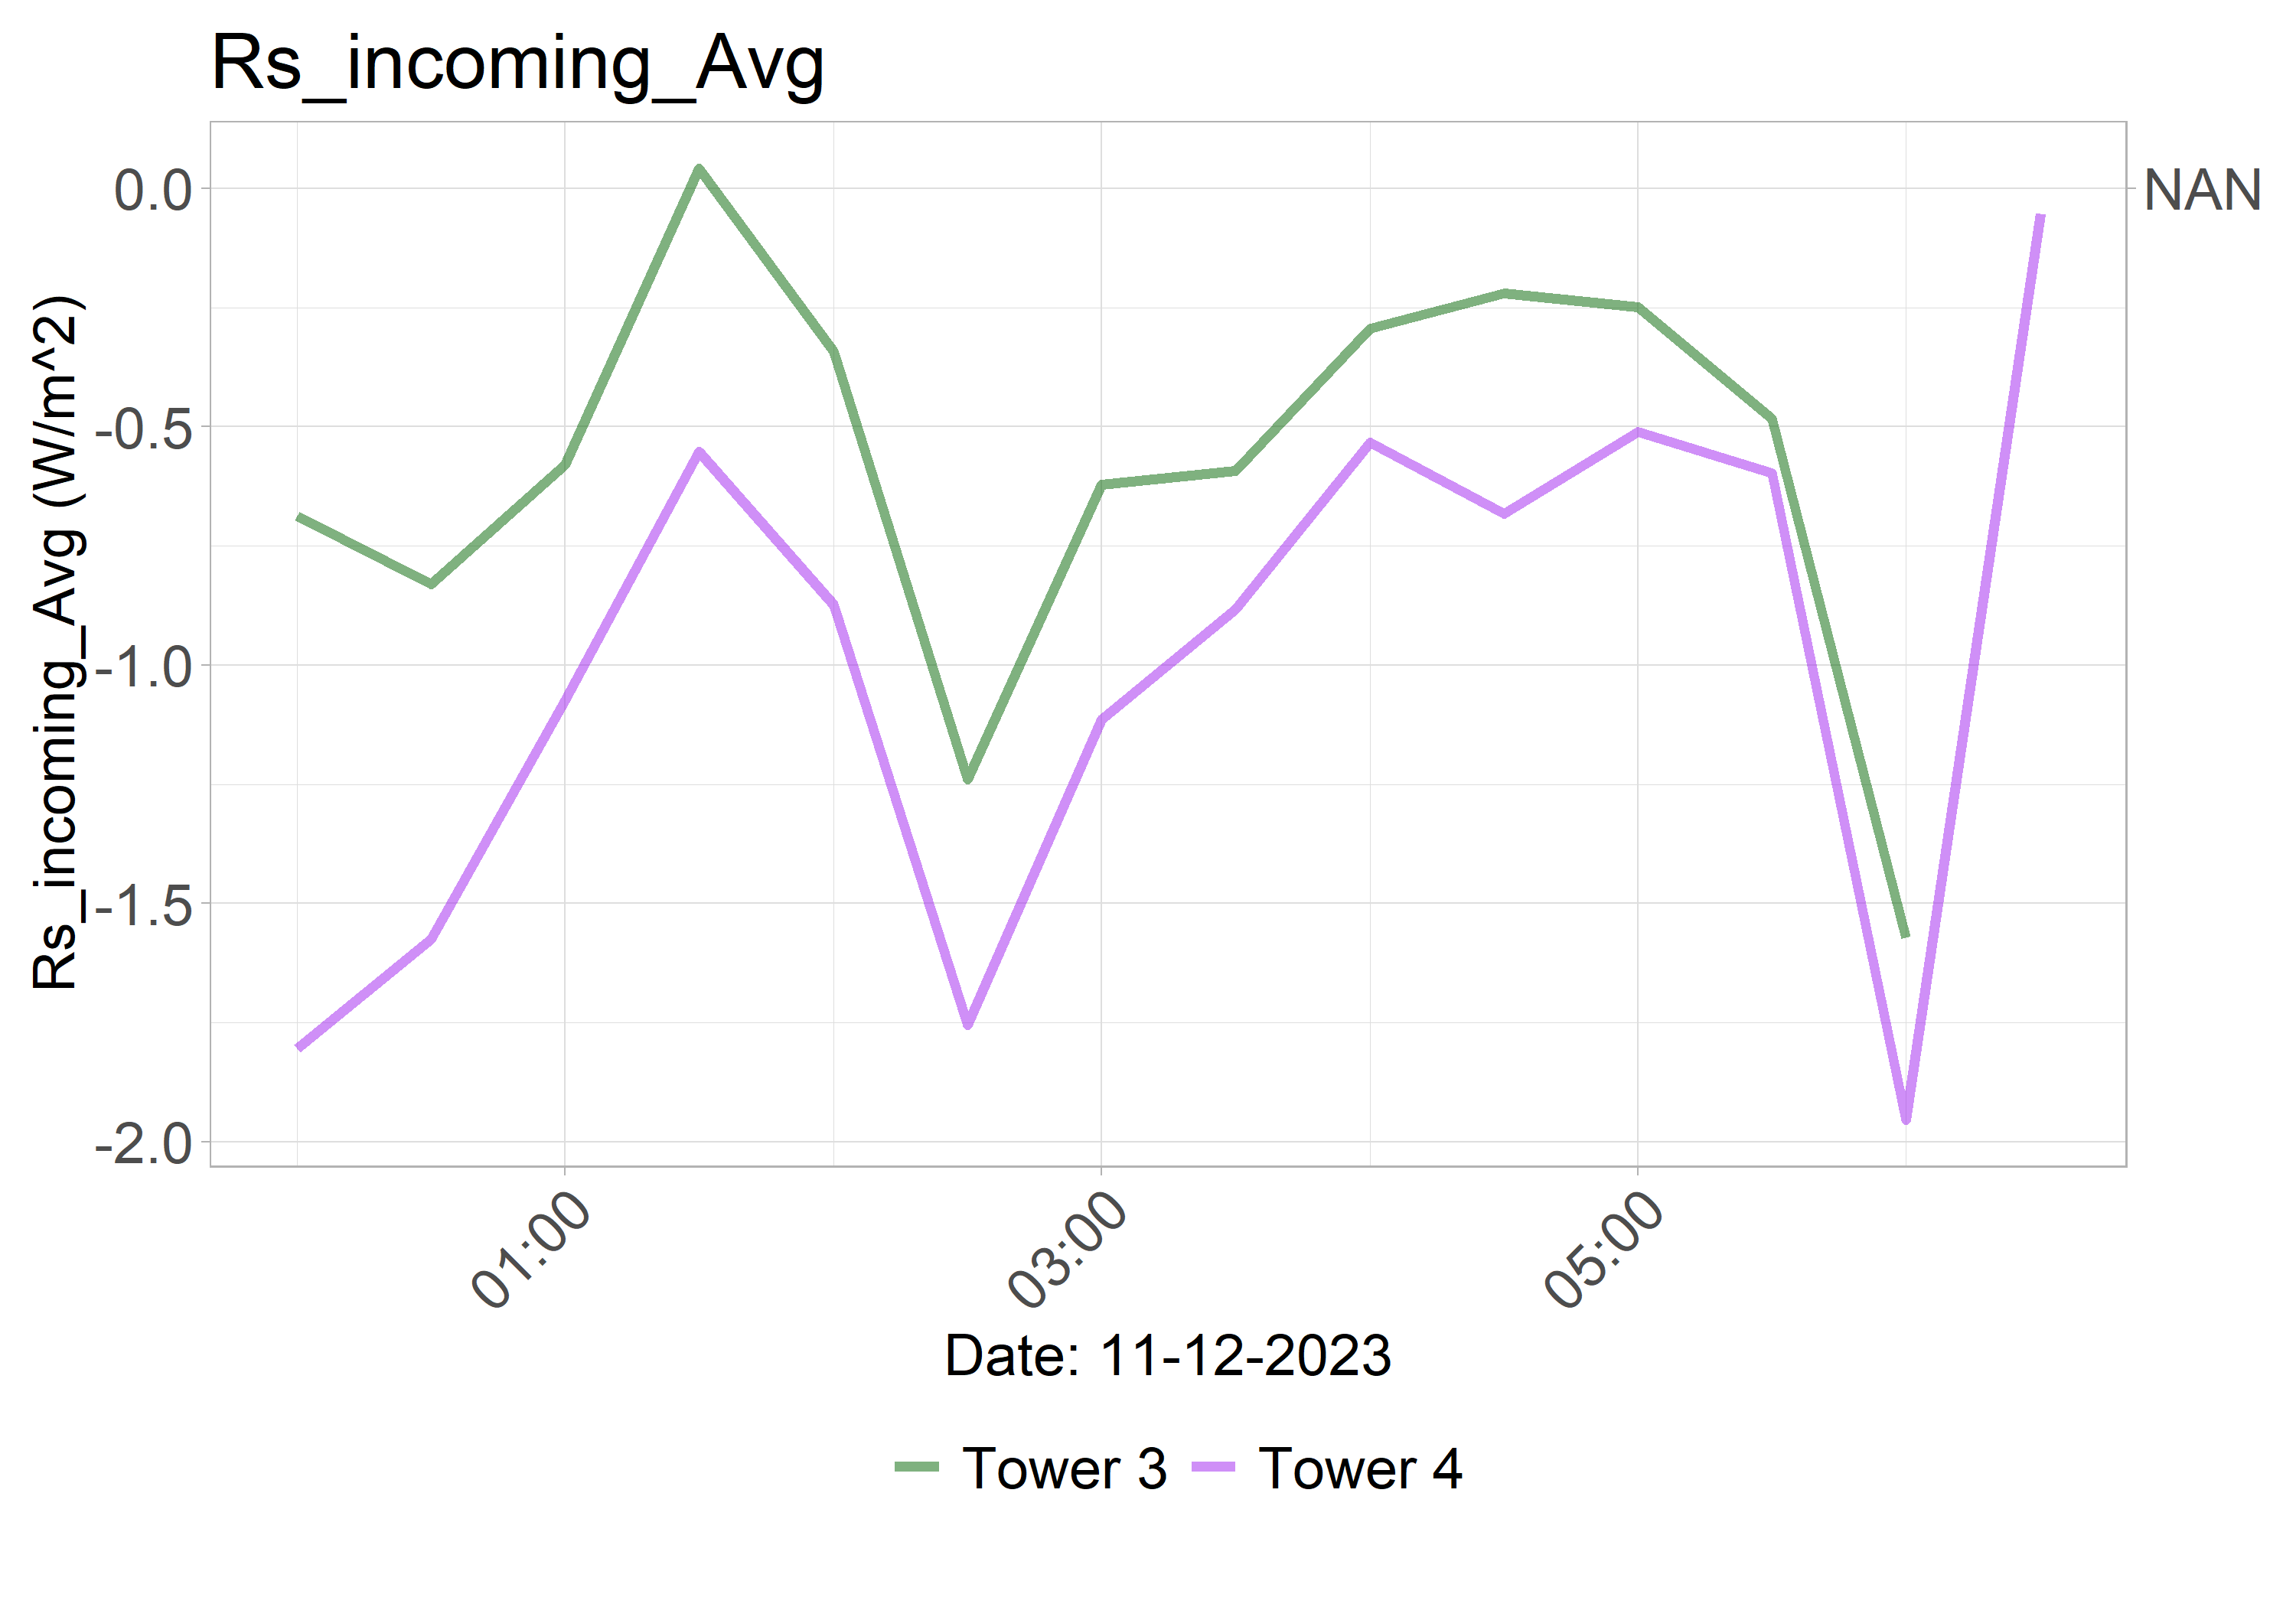 Rs_incoming_Avg
Rs_incoming_Avg (W/m^2)
0.0
-0.5
-1.0
-1.5
-2.0
NAN
01:00
03:00
05:00
Date: 11-12-2023
Tower 3
Tower 4